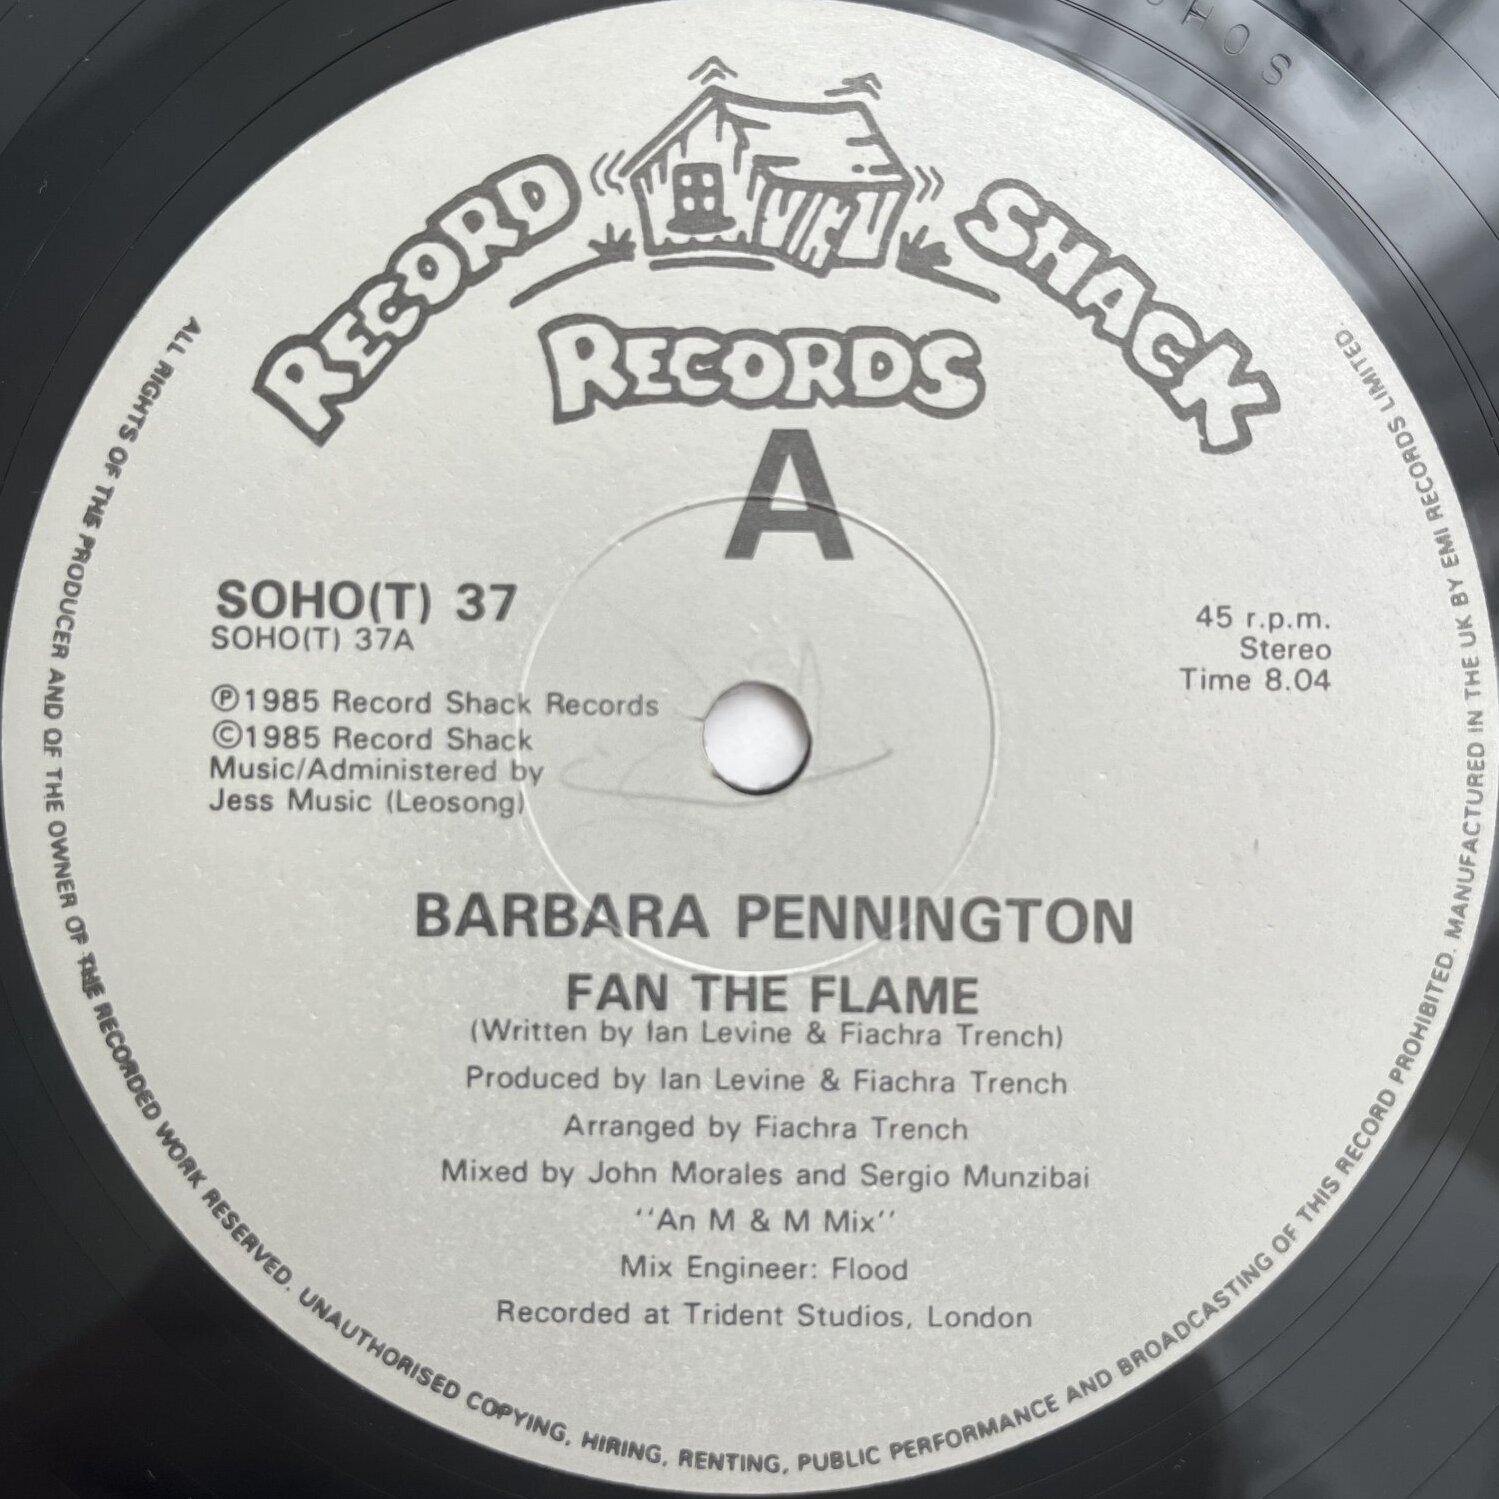 RECORD SHACK
RECORDS
A
SOHO(T) 37
SOHO(T) 37A
℗1985 Record Shack Records
©1985 Record Shack
Music/Administered by
Jess Music (Leosong)
45 r.p.m.
Stereo
Time 8.04
BARBARA PENNINGTON
FAN THE FLAME
(Written by Ian Levine & Fiachra Trench)
Produced by Ian Levine & Fiachra Trench
Arranged by Fiachra Trench
Mixed by John Morales and Sergio Munzibai
''An M & M Mix''
Mix Engineer: Flood
Recorded at Trident Studios, London
ALL RIGHTS OF THE PRODUCER AND OF THE OWNER OF THE RECORDED WORK RESERVED. UNAUTHORISED COPYING, HIRING, RENTING, PUBLIC PERFORMANCE AND BROADCASTING OF THIS RECORD PROHIBITED. MANUFACTURED IN THE UK BY EMI RECORDS LIMITED.